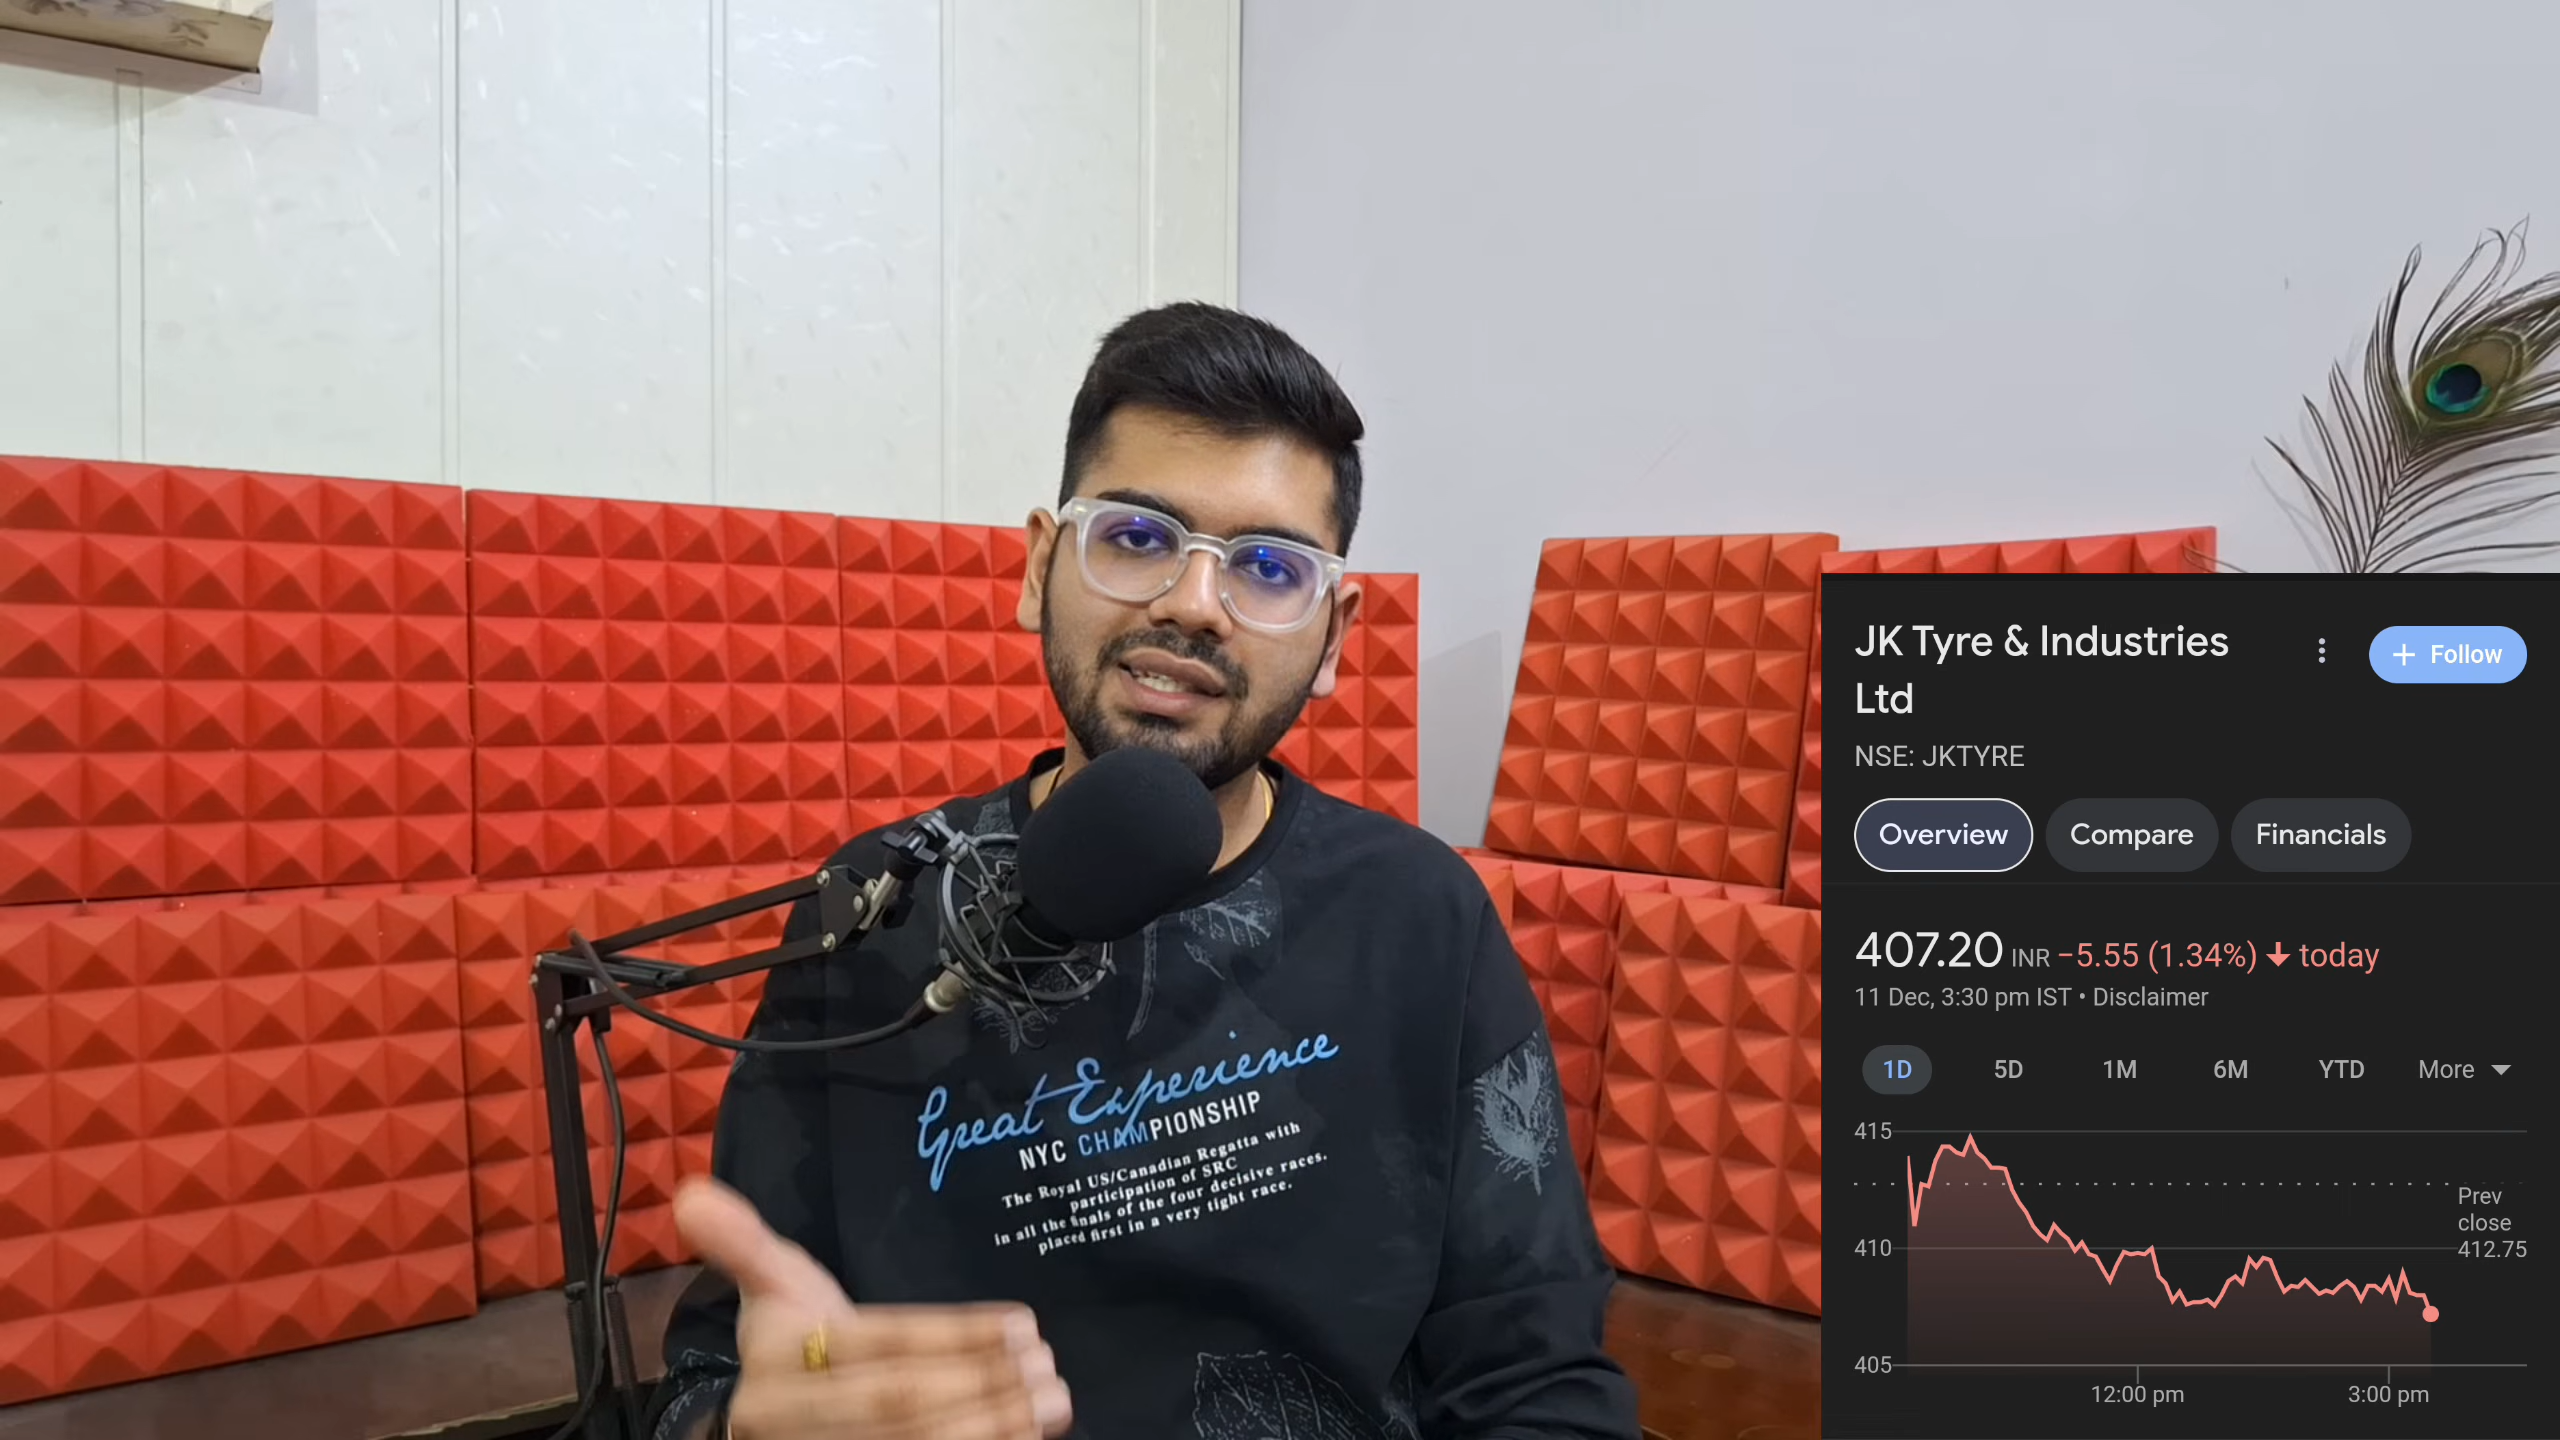 Great Experience
NYC CHAMPIONSHIP
The Royal US/Canadian Regatta with
participation of SRC
in all the finals of the four decisive races.
placed first in a very tight race.
JK Tyre & Industries
Ltd
Follow
NSE: JKTYRE
Overview Compare Financials
407.20 INR −5.55 (1.34%) ↓ today
11 Dec, 3:30 pm IST • Disclaimer
1D 5D 1M 6M YTD More
415
Prev
close
412.75
410
405
12:00 pm 3:00 pm